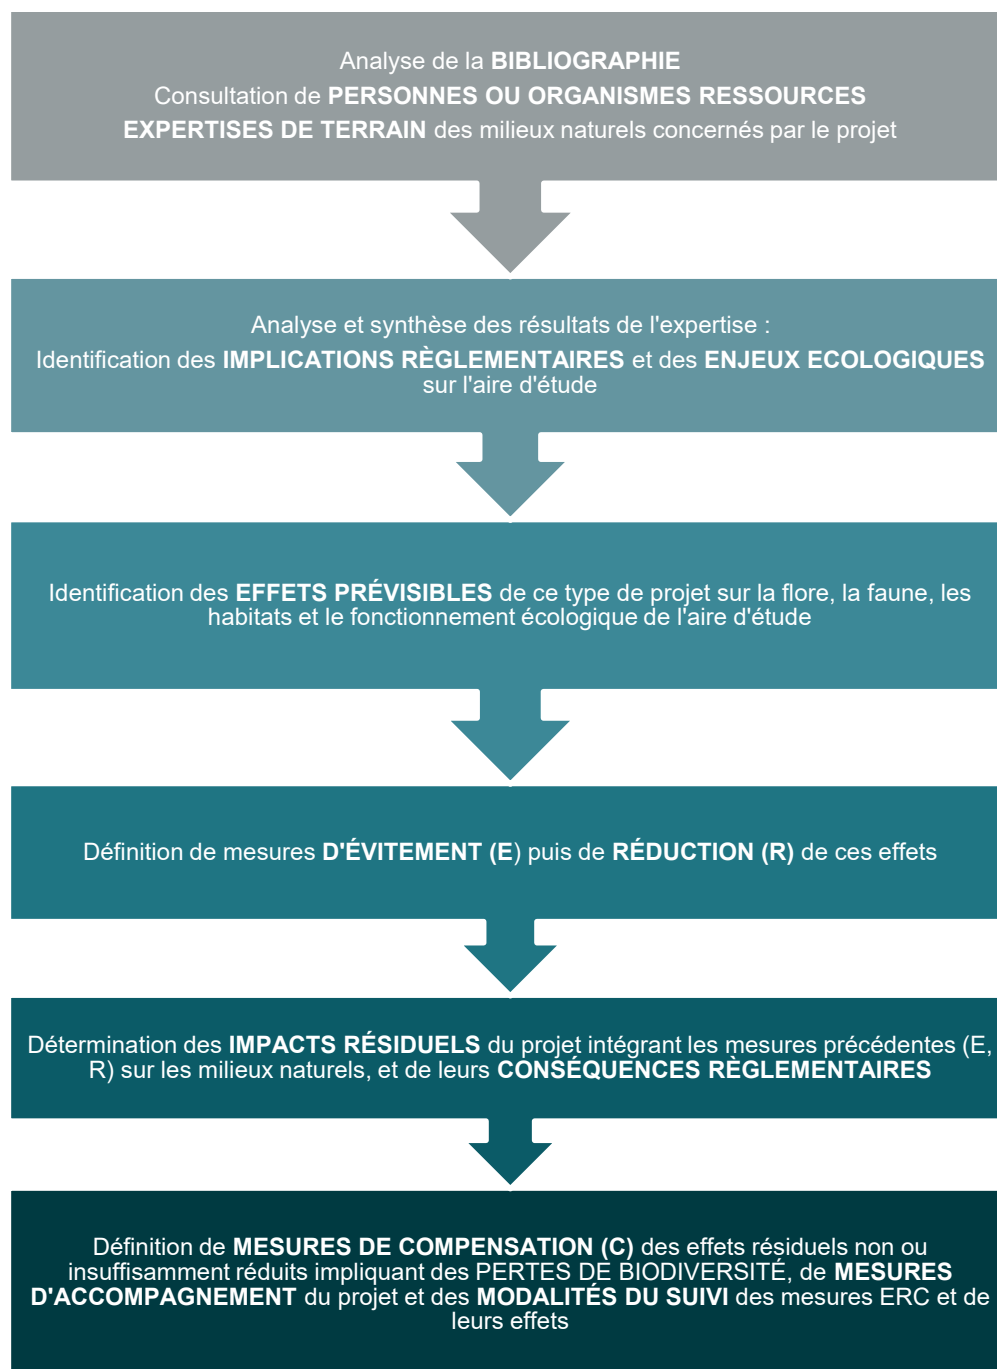 Analyse de la BIBLIOGRAPHIE
Consultation de PERSONNES OU ORGANISMES RESSOURCES
EXPERTISES DE TERRAIN des milieux naturels concernés par le projet
Analyse et synthèse des résultats de l'expertise :
Identification des IMPLICATIONS RÈGLEMENTAIRES et des ENJEUX ECOLOGIQUES
sur l'aire d'étude
Identification des EFFETS PRÉVISIBLES de ce type de projet sur la flore, la faune, les
habitats et le fonctionnement écologique de l'aire d'étude
Définition de mesures D'ÉVITEMENT (E) puis de RÉDUCTION (R) de ces effets
Détermination des IMPACTS RÉSIDUELS du projet intégrant les mesures précédentes (E,
R) sur les milieux naturels, et de leurs CONSÉQUENCES RÈGLEMENTAIRES
Définition de MESURES DE COMPENSATION (C) des effets résiduels non ou
insuffisamment réduits impliquant des PERTES DE BIODIVERSITÉ, de MESURES
D'ACCOMPAGNEMENT du projet et des MODALITÉS DU SUIVI des mesures ERC et de
leurs effets